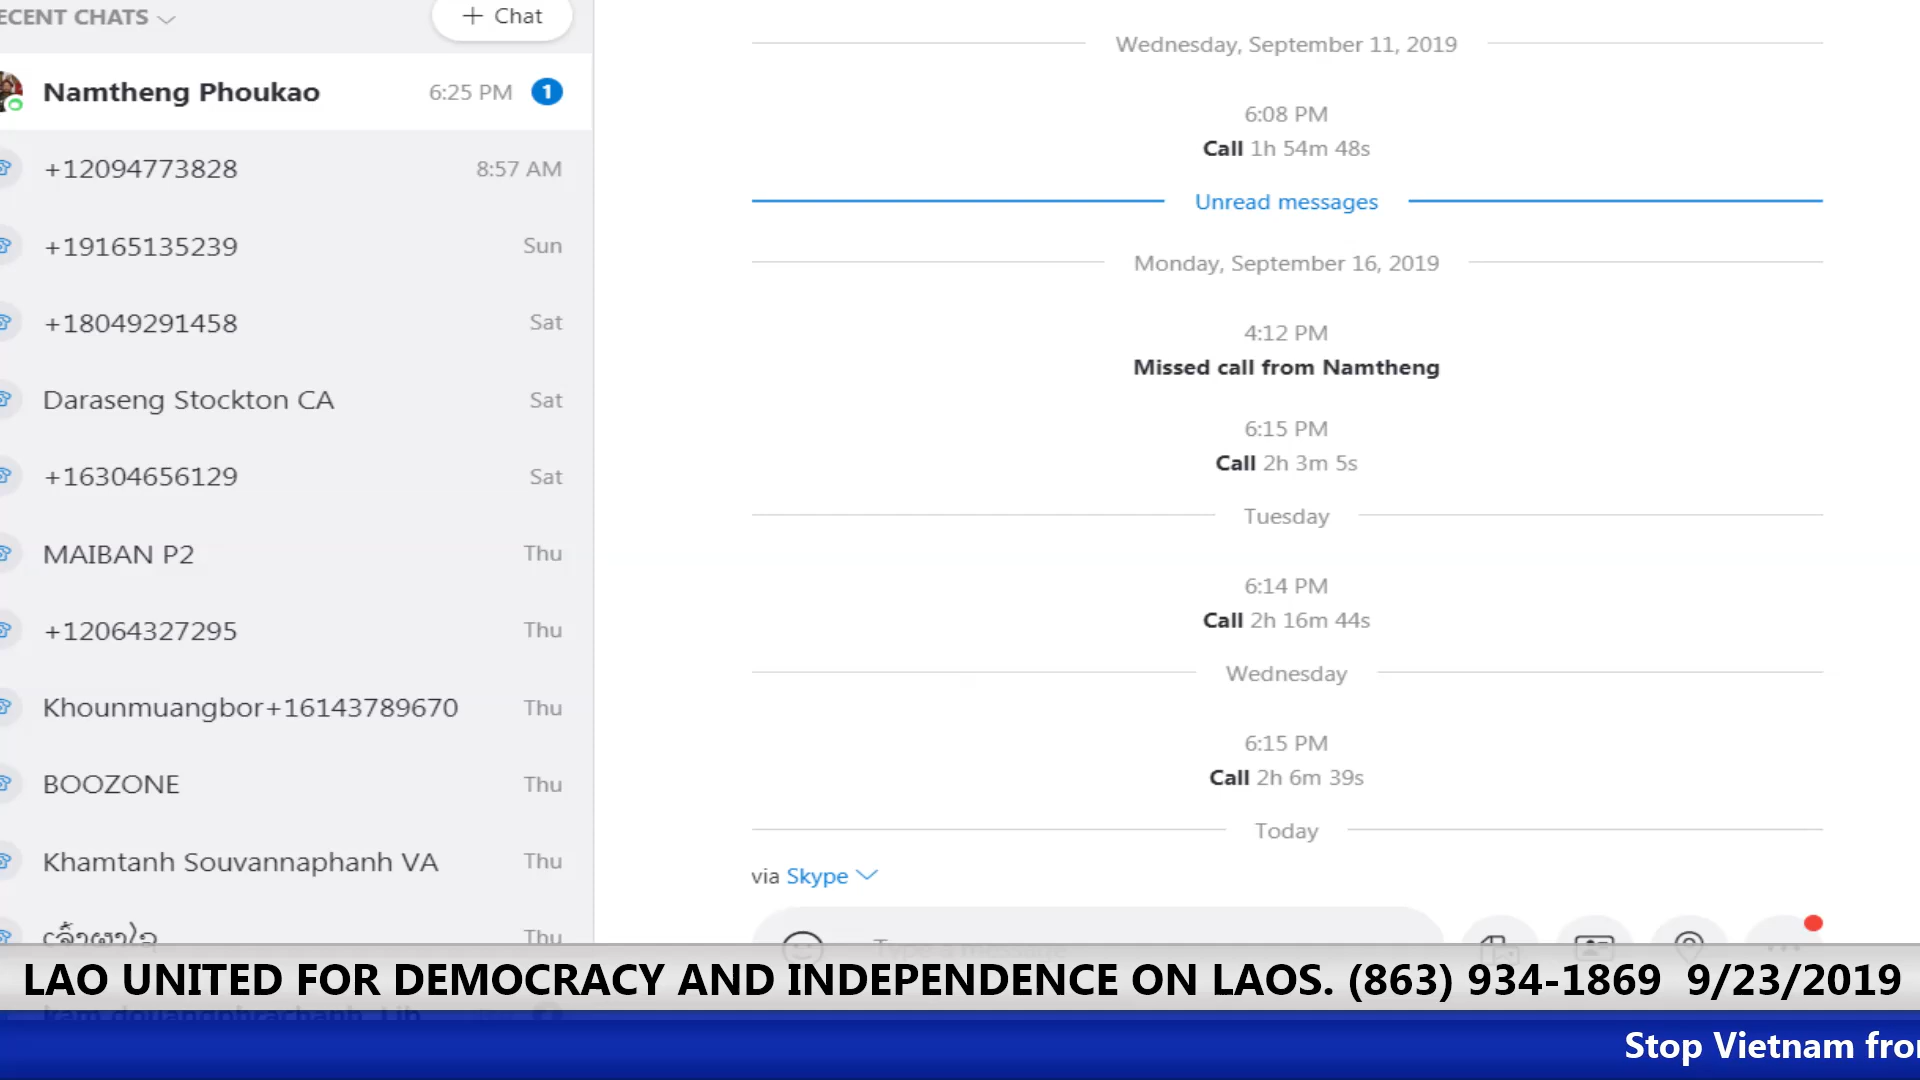 ECENT CHATS
+ Chat
Namtheng Phoukao 6:25 PM 1
+12094773828 8:57 AM
+19165135239 Sun
+18049291458 Sat
Daraseng Stockton CA Sat
+16304656129 Sat
MAIBAN P2 Thu
+12064327295 Thu
Khounmuangbor+16143789670 Thu
BOOZONE Thu
Khamtanh Souvannaphanh VA Thu
Thu
Wednesday, September 11, 2019
6:08 PM
Call 1h 54m 48s
Unread messages
Monday, September 16, 2019
4:12 PM
Missed call from Namtheng
6:15 PM
Call 2h 3m 5s
Tuesday
6:14 PM
Call 2h 16m 44s
Wednesday
6:15 PM
Call 2h 6m 39s
Today
via Skype
Type a message
LAO UNITED FOR DEMOCRACY AND INDEPENDENCE ON LAOS. (863) 934-1869 9/23/2019
Stop Vietnam fro